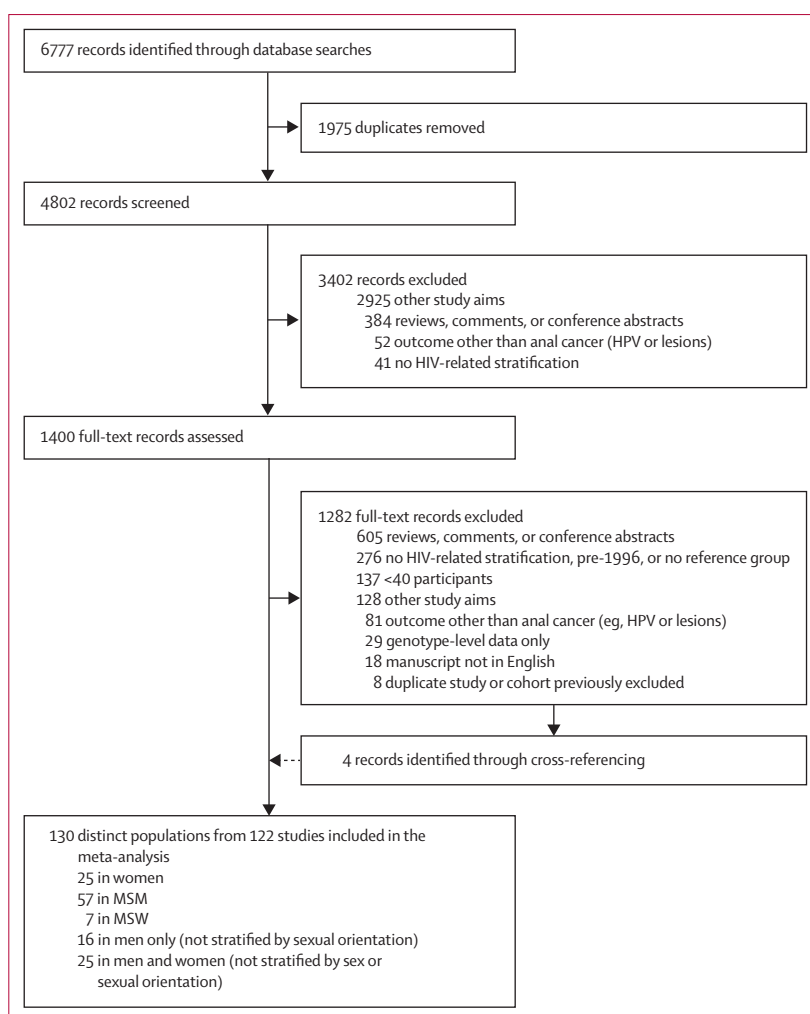 6777 records identified through database searches
1975 duplicates removed
4802 records screened
3402 records excluded
2925 other study aims
384 reviews, comments, or conference abstracts
52 outcome other than anal cancer (HPV or lesions)
41 no HIV-related stratification
1400 full-text records assessed
1282 full-text records excluded
605 reviews, comments, or conference abstracts
276 no HIV-related stratification, pre-1996, or no reference group
137 <40 participants
128 other study aims
81 outcome other than anal cancer (eg, HPV or lesions)
29 genotype-level data only
18 manuscript not in English
8 duplicate study or cohort previously excluded
4 records identified through cross-referencing
130 distinct populations from 122 studies included in the
meta-analysis
25 in women
57 in MSM
7 in MSW
16 in men only (not stratified by sexual orientation)
25 in men and women (not stratified by sex or
sexual orientation)